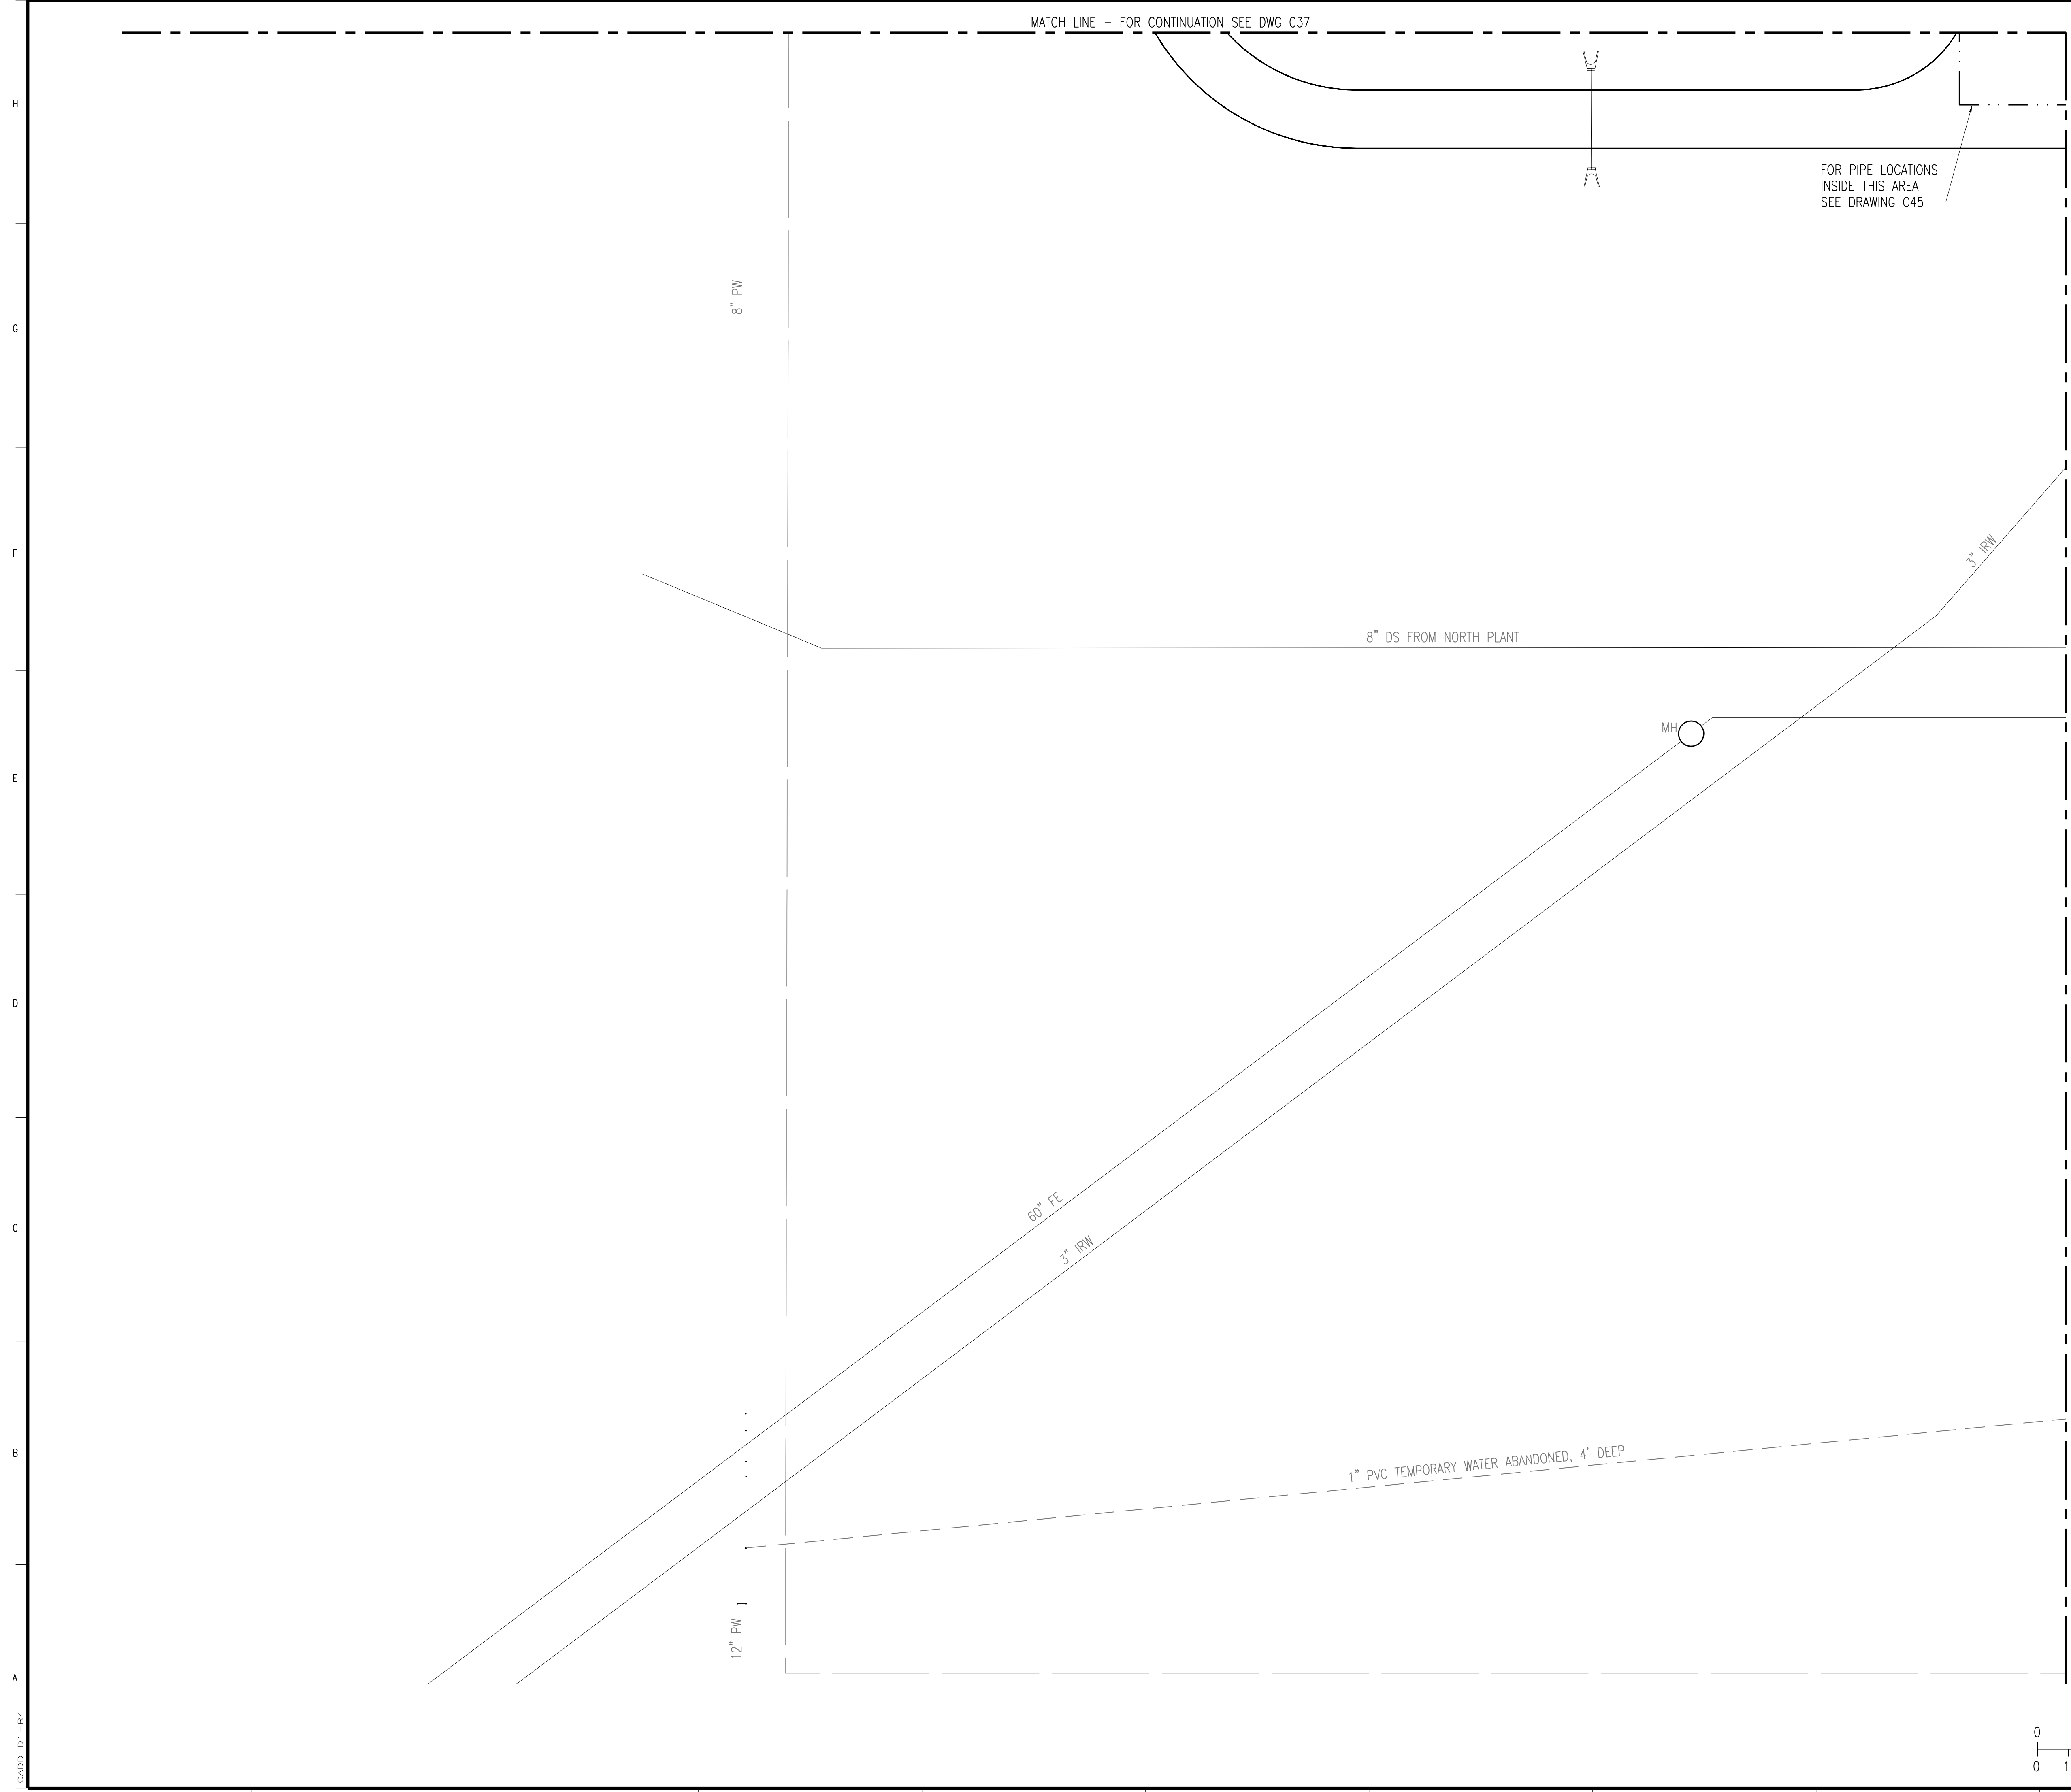 MATCH LINE – FOR CONTINUATION SEE DWG C37
H
FOR PIPE LOCATIONS
INSIDE THIS AREA
SEE DRAWING C45
8" PW
G
F
3" IRW
8" DS FROM NORTH PLANT
MH
E
D
60" FE
C
3" IRW
B
1" PVC TEMPORARY WATER ABANDONED, 4' DEEP
12" PW
A
CADD D1–R4
0
0 1